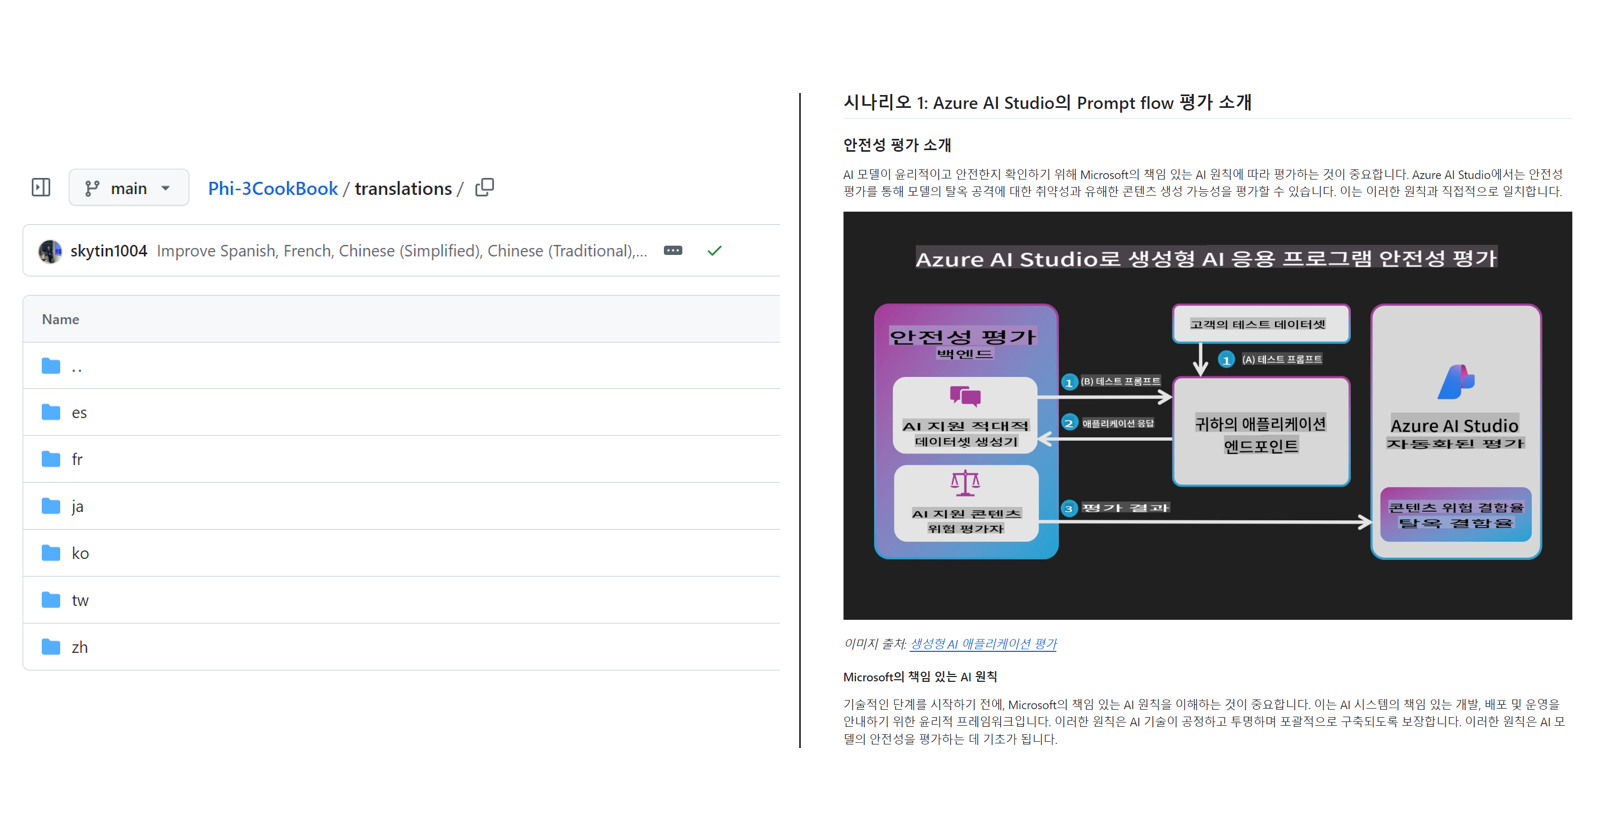 main
Phi-3CookBook / translations /
skytin1004 Improve Spanish, French, Chinese (Simplified), Chinese (Traditional),...
Name
..
es
fr
ja
ko
tw
zh
시나리오 1: Azure AI Studio의 Prompt flow 평가 소개
안전성 평가 소개
AI 모델이 윤리적이고 안전한지 확인하기 위해 Microsoft의 책임 있는 AI 원칙에 따라 평가하는 것이 중요합니다. Azure AI Studio에서는 안전성
평가를 통해 모델의 탈옥 공격에 대한 취약성과 유해한 콘텐츠 생성 가능성을 평가할 수 있습니다. 이는 이러한 원칙과 직접적으로 일치합니다.
Azure AI Studio로 생성형 AI 응용 프로그램 안전성 평가
안전성 평가
백엔드
AI 지원 적대적
데이터셋 생성기
AI 지원 콘텐츠
위험 평가자
1 (B) 테스트 프롬프트
2 애플리케이션 응답
3 평가 결과
고객의 테스트 데이터셋
1 (A) 테스트 프롬프트
귀하의 애플리케이션
엔드포인트
Azure AI Studio
자동화된 평가
콘텐츠 위험 결함율
탈옥 결함율
이미지 출처: 생성형 AI 애플리케이션 평가
Microsoft의 책임 있는 AI 원칙
기술적인 단계를 시작하기 전에, Microsoft의 책임 있는 AI 원칙을 이해하는 것이 중요합니다. 이는 AI 시스템의 책임 있는 개발, 배포 및 운영을
안내하기 위한 윤리적 프레임워크입니다. 이러한 원칙은 AI 기술이 공정하고 투명하며 포괄적으로 구축되도록 보장합니다. 이러한 원칙은 AI 모
델의 안전성을 평가하는 데 기초가 됩니다.